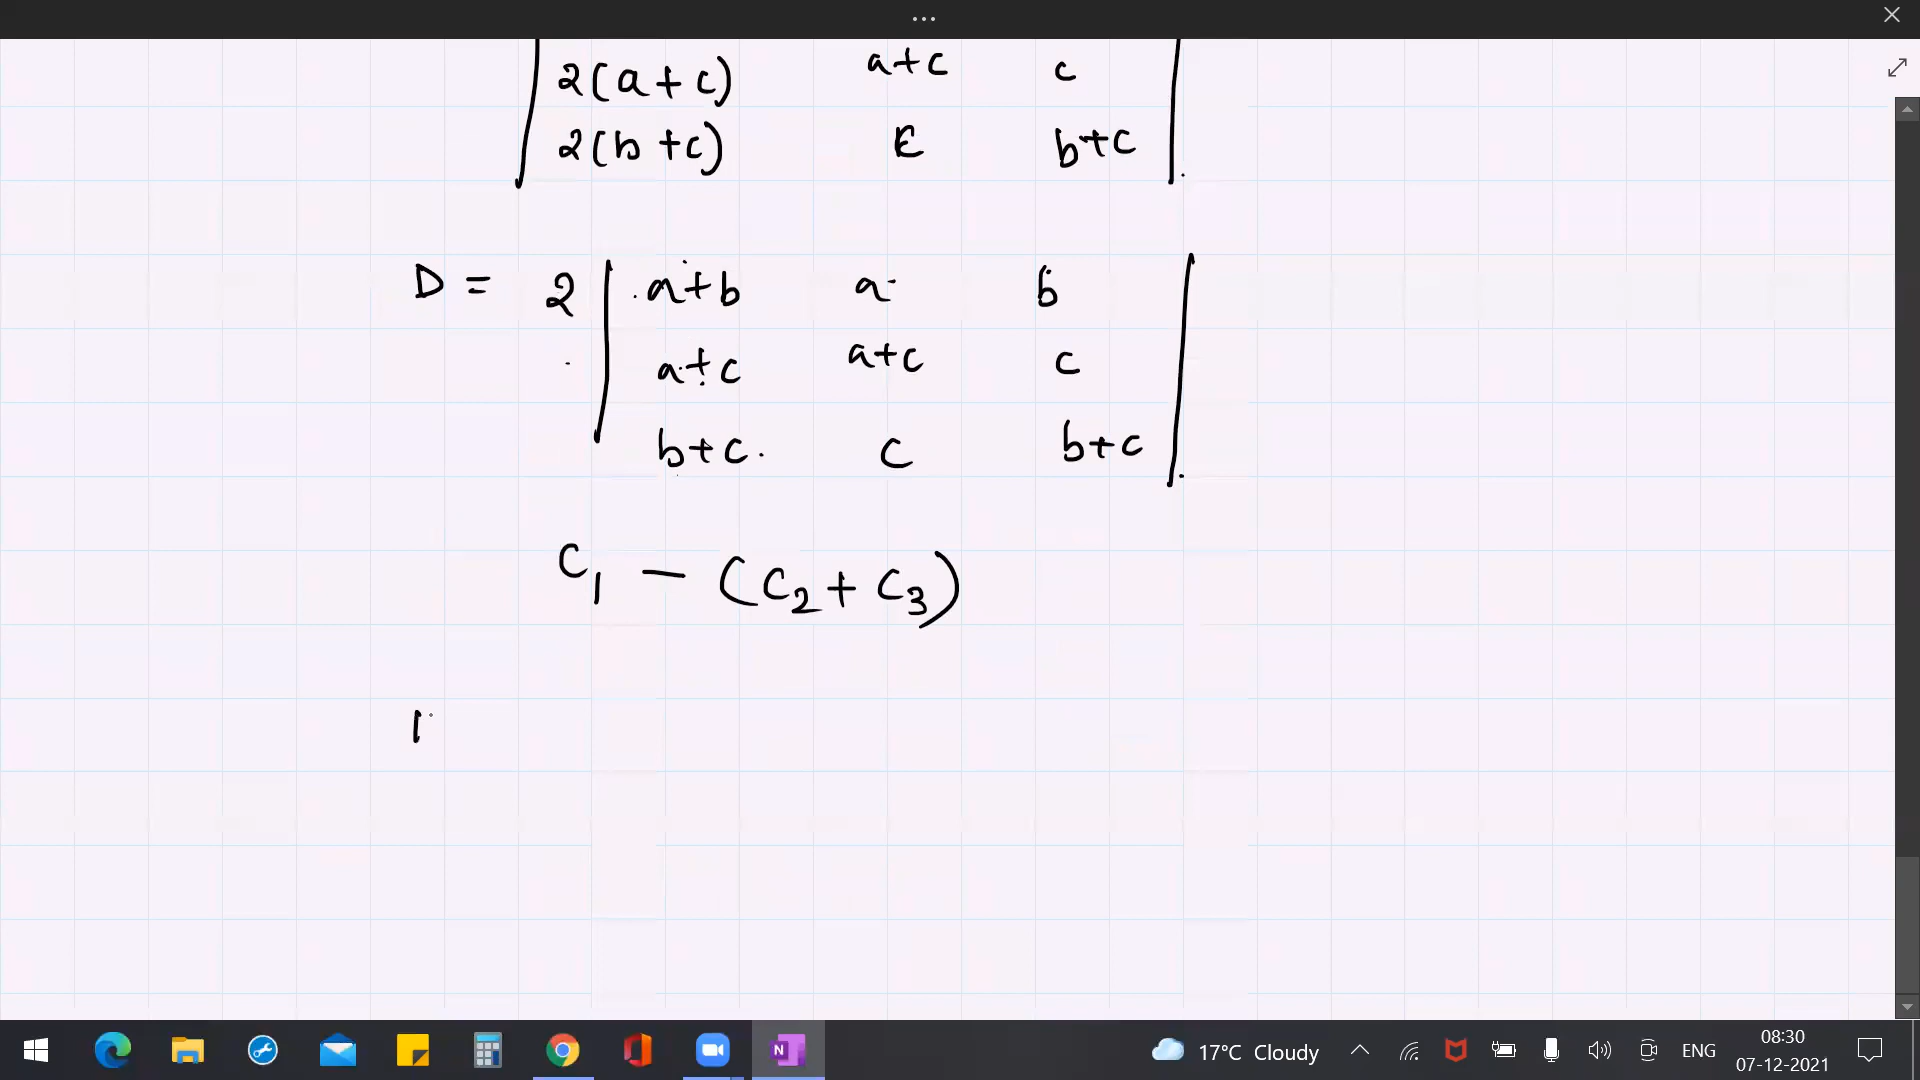 ...
2(a+c) a+c c
2(b+c) c b+c
D = 2 | a+b a b |
a+c a+c c
b+c c b+c
C₁ — (C₂ + C₃)
17°C Cloudy
ENG
08:30
07-12-2021